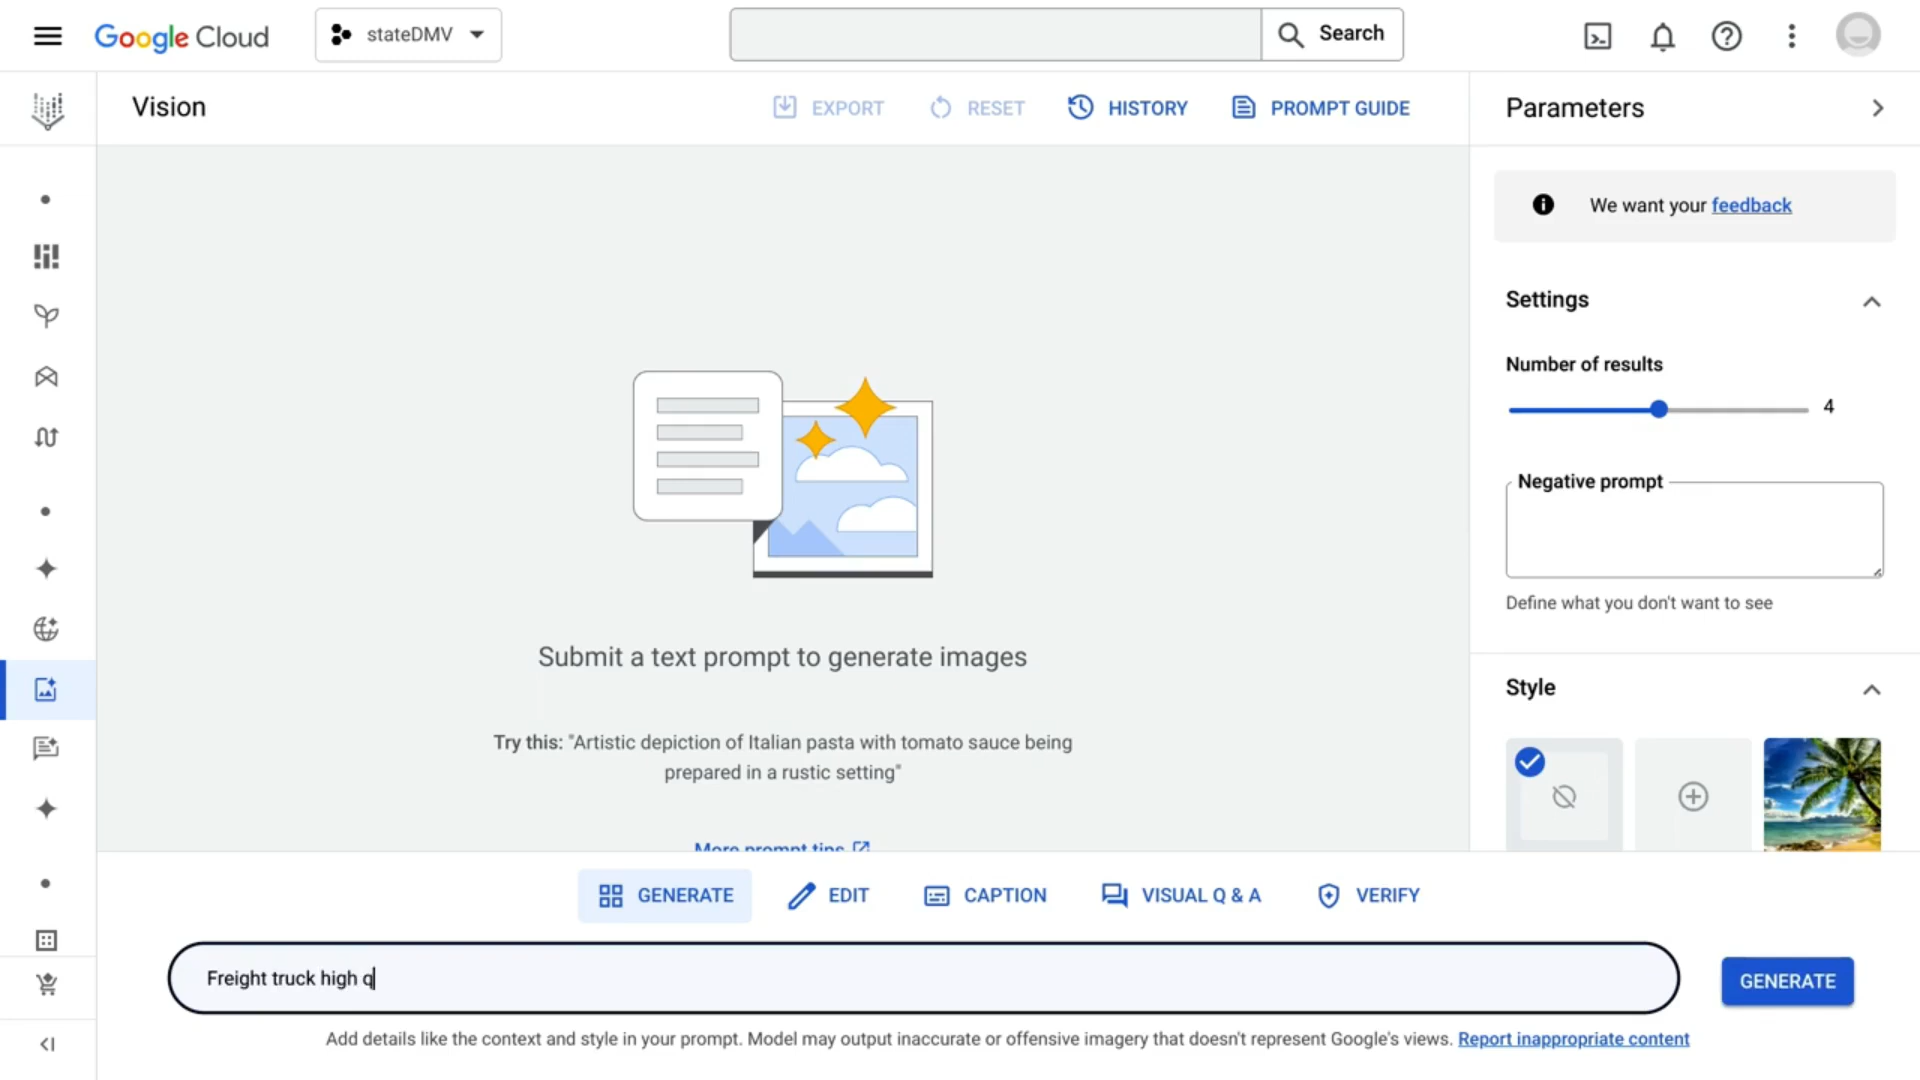 Google Cloud
stateDMV
Search
Vision
EXPORT
RESET
HISTORY
PROMPT GUIDE
Parameters
We want your feedback
Settings
Number of results
4
Negative prompt
Define what you don't want to see
Style
Submit a text prompt to generate images
Try this: "Artistic depiction of Italian pasta with tomato sauce being
prepared in a rustic setting"
More prompt tips
GENERATE
EDIT
CAPTION
VISUAL Q & A
VERIFY
Freight truck high q
GENERATE
Add details like the context and style in your prompt. Model may output inaccurate or offensive imagery that doesn't represent Google's views. Report inappropriate content